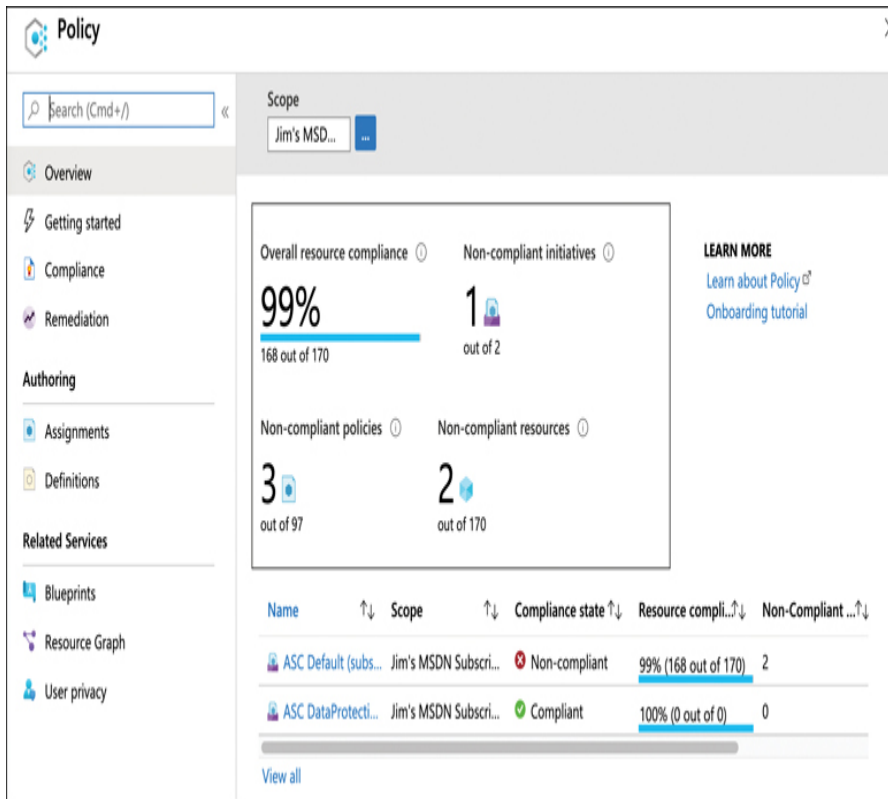 Policy
Search (Cmd+/)
Overview
Getting started
Compliance
Remediation
Authoring
Assignments
Definitions
Related Services
Blueprints
Resource Graph
User privacy
Scope
Jim's MSD... ...
Overall resource compliance
99%
168 out of 170
Non-compliant initiatives
1
out of 2
Non-compliant policies
3
out of 97
Non-compliant resources
2
out of 170
LEARN MORE
Learn about Policy
Onboarding tutorial
Name Scope Compliance state Resource compli... Non-Compliant ...
ASC Default (subs... Jim's MSDN Subscri... Non-compliant 99% (168 out of 170) 2
ASC DataProtecti... Jim's MSDN Subscri... Compliant 100% (0 out of 0) 0
View all